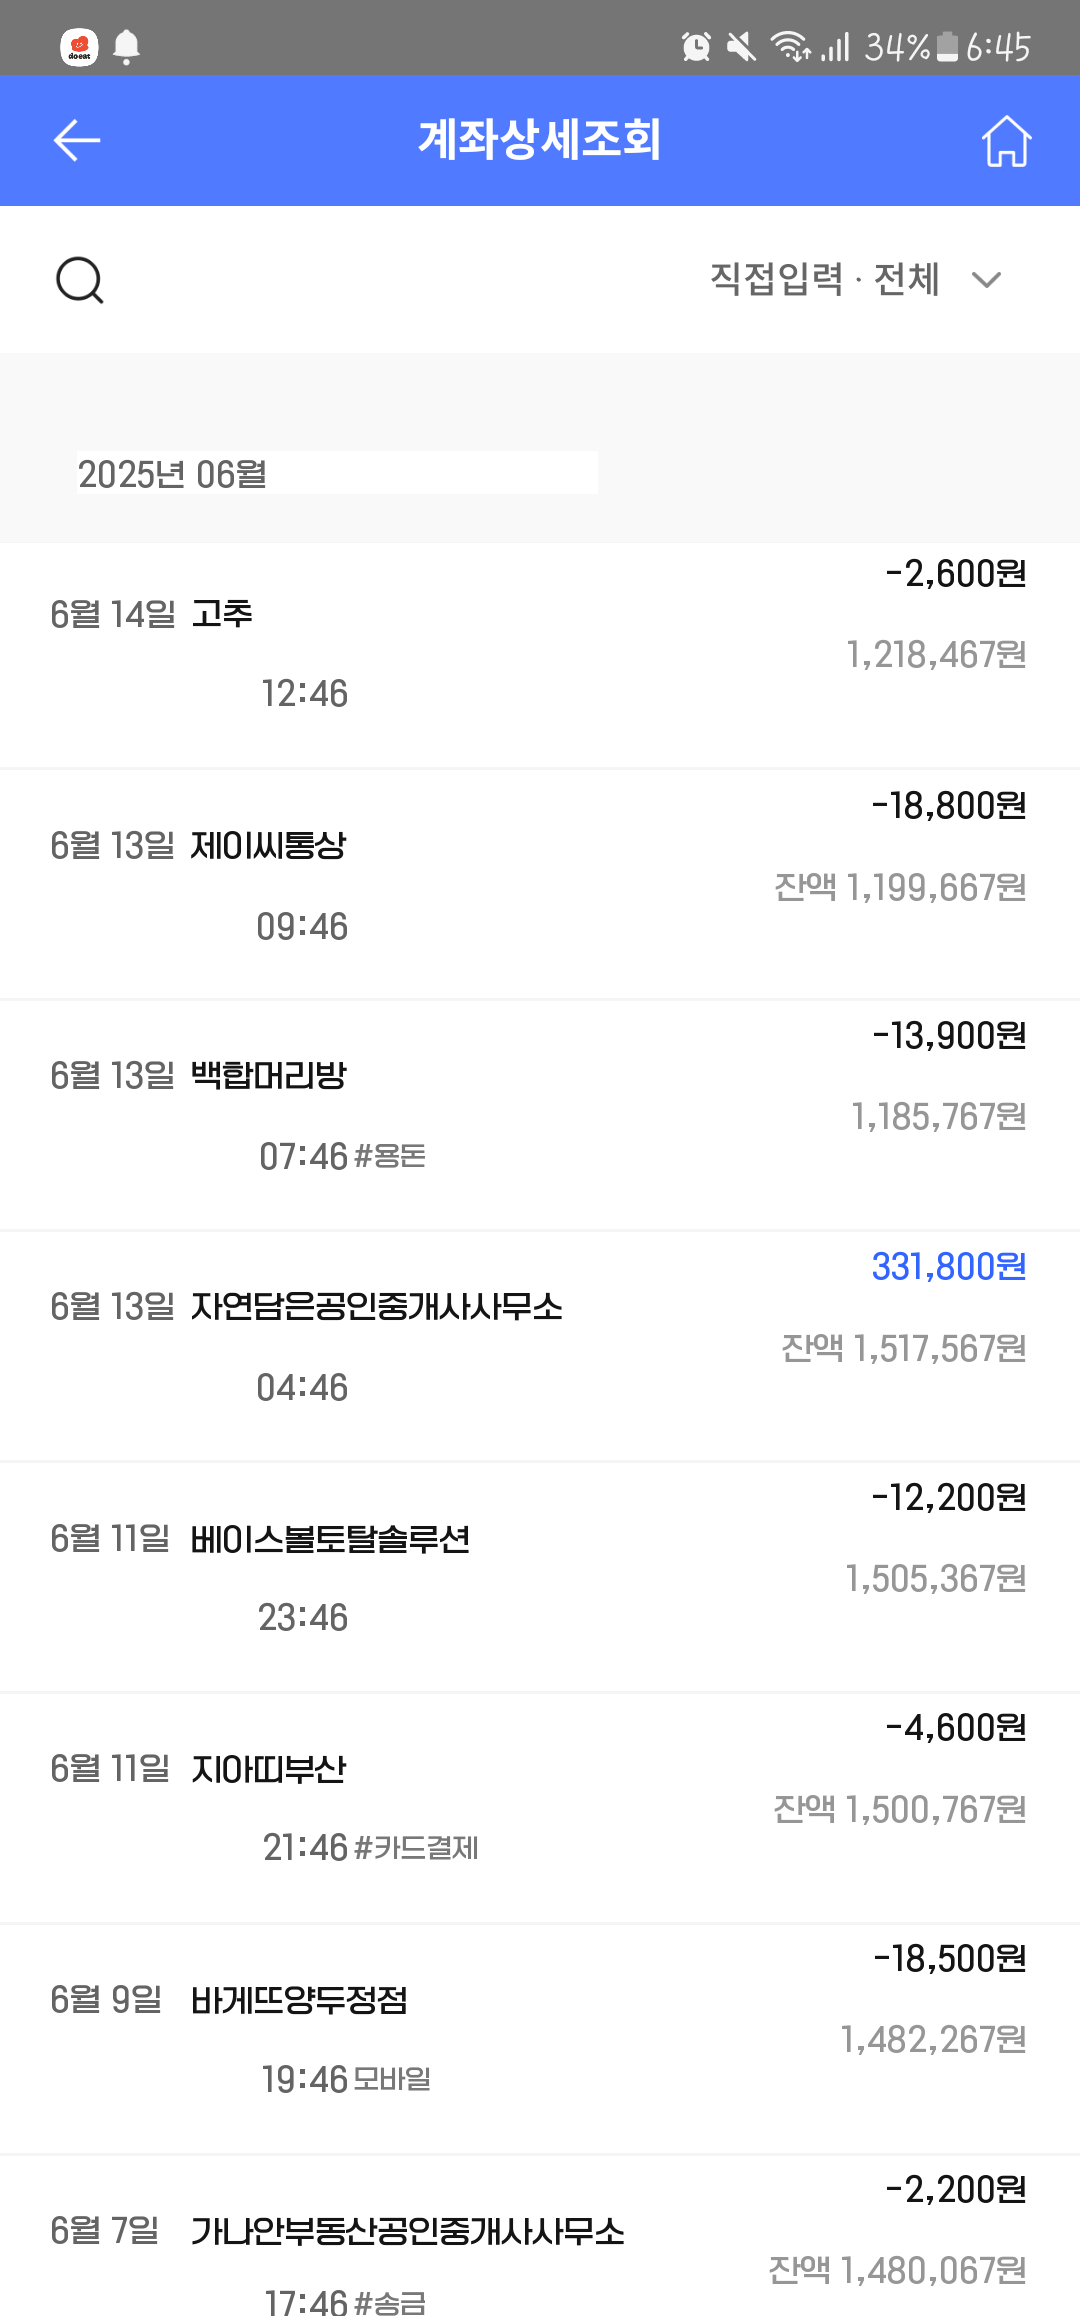 doeat 34% 6:45
계좌상세조회
직접입력 · 전체
2025년 06월
-2,600원
6월 14일 고추
1,218,467원
12:46
-18,800원
6월 13일 제이씨통상
잔액 1,199,667원
09:46
-13,900원
6월 13일 백합머리방
1,185,767원
07:46 #용돈
331,800원
6월 13일 자연담은공인중개사사무소
잔액 1,517,567원
04:46
-12,200원
6월 11일 베이스볼토탈솔루션
1,505,367원
23:46
-4,600원
6월 11일 지아띠부산
잔액 1,500,767원
21:46 #카드결제
-18,500원
6월 9일 바게뜨양두정점
1,482,267원
19:46 모바일
-2,200원
6월 7일 가나안부동산공인중개사사무소
잔액 1,480,067원
17:46 #송금